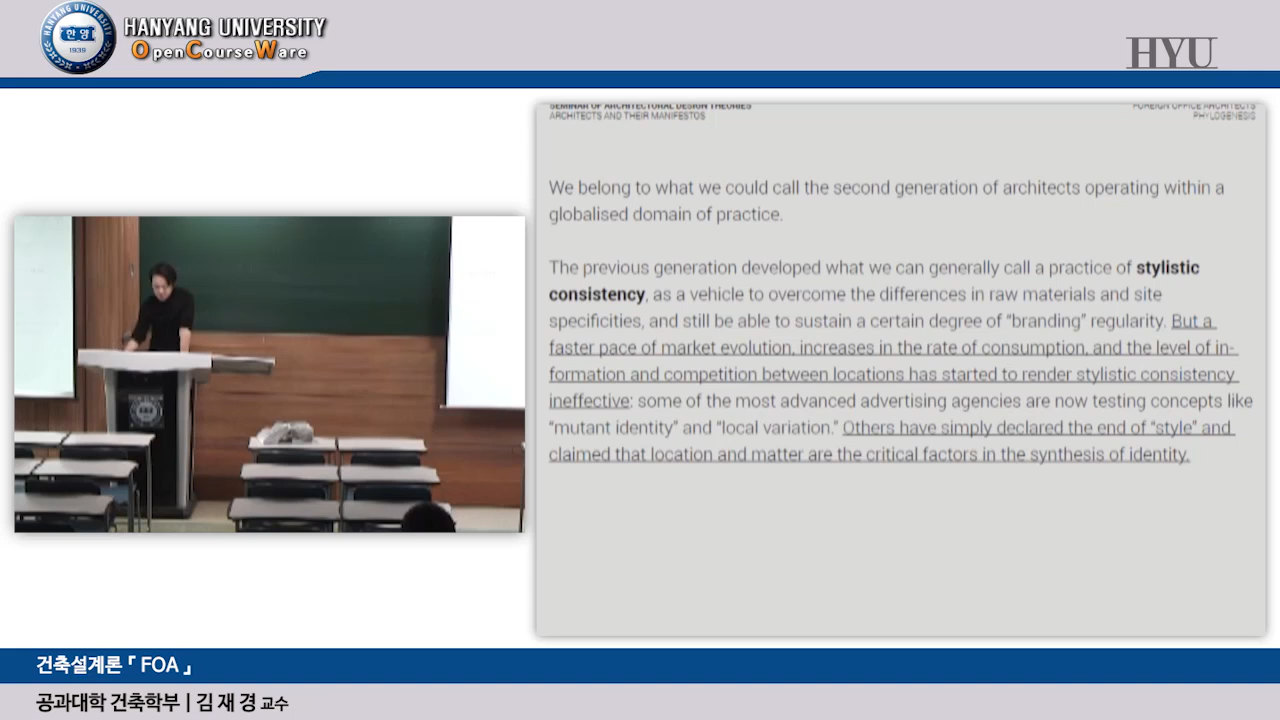 HANYANG UNIVERSITY
OpenCourseWare
HANYANG UNIVERSITY
한양
1939
HYU
SEMINAR OF ARCHITECTURAL DESIGN THEORIES
ARCHITECTS AND THEIR MANIFESTOS
FOREIGN OFFICE ARCHITECTS
PHYLOGENESIS
We belong to what we could call the second generation of architects operating within a
globalised domain of practice.
The previous generation developed what we can generally call a practice of stylistic
consistency, as a vehicle to overcome the differences in raw materials and site
specificities, and still be able to sustain a certain degree of "branding" regularity. But a
faster pace of market evolution, increases in the rate of consumption, and the level of in-
formation and competition between locations has started to render stylistic consistency
ineffective: some of the most advanced advertising agencies are now testing concepts like
"mutant identity" and "local variation." Others have simply declared the end of "style" and
claimed that location and matter are the critical factors in the synthesis of identity.
건축설계론「 FOA 」
공과대학 건축학부 | 김 재 경 교수